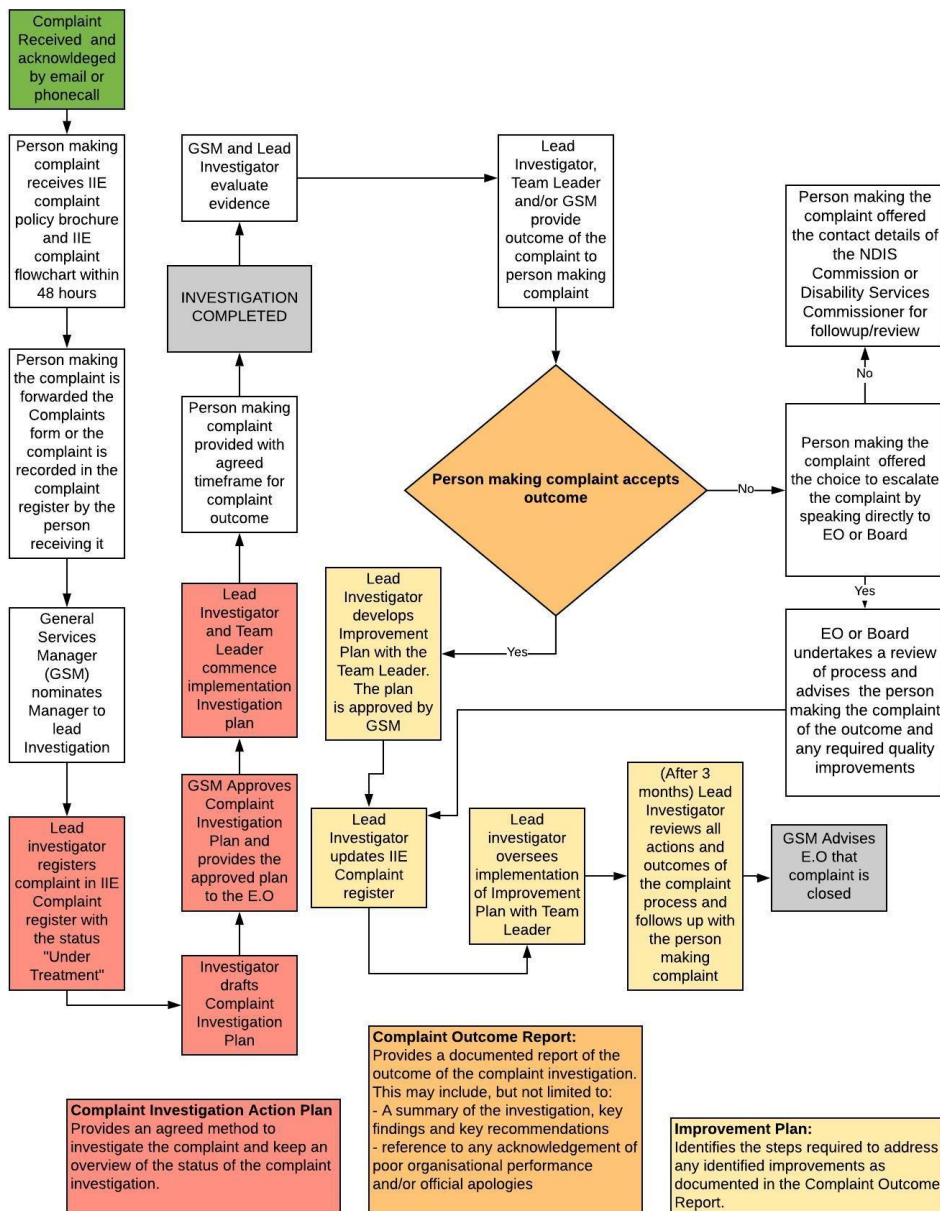 Complaint
Received and
acknowldeged
by email or
phonecall
Person making
complaint
receives IIE
complaint
policy brochure
and IIE
complaint
flowchart within
48 hours
Person making
the complaint is
forwarded the
Complaints
form or the
complaint is
recorded in the
complaint
register by the
person
receiving it
General
Services
Manager
(GSM)
nominates
Manager to
lead
Investigation
Lead
investigator
registers
complaint in IIE
Complaint
register with
the status
"Under
Treatment"
Investigator
drafts
Complaint
Investigation
Plan
GSM Approves
Complaint
Investigation
Plan and
provides the
approved plan
to the E.O
Lead
Investigator
and Team
Leader
commence
implementation
Investigation
plan
Person making
complaint
provided with
agreed
timeframe for
complaint
outcome
INVESTIGATION
COMPLETED
GSM and Lead
Investigator
evaluate
evidence
Lead
Investigator,
Team Leader
and/or GSM
provide
outcome of the
complaint to
person making
complaint
Person making complaint accepts
outcome
No
Person making the
complaint offered
the choice to escalate
the complaint by
speaking directly to
EO or Board
No
Person making the
complaint offered
the contact details of
the NDIS
Commission or
Disability Services
Commissioner for
followup/review
Yes
EO or Board
undertakes a review
of process and
advises the person
making the complaint
of the outcome and
any required quality
improvements
Yes
Lead
Investigator
develops
Improvement
Plan with the
Team Leader.
The plan
is approved by
GSM
Lead
Investigator
updates IIE
Complaint
register
Lead
investigator
oversees
implementation
of Improvement
Plan with Team
Leader
(After 3
months) Lead
Investigator
reviews all
actions and
outcomes of
the complaint
process and
follows up with
the person
making
complaint
GSM Advises
E.O that
complaint is
closed
Complaint Investigation Action Plan
Provides an agreed method to
investigate the complaint and keep an
overview of the status of the complaint
investigation.
Complaint Outcome Report:
Provides a documented report of the
outcome of the complaint investigation.
This may include, but not limited to:
- A summary of the investigation, key
findings and key recommendations
- reference to any acknowledgement of
poor organisational performance
and/or official apologies
Improvement Plan:
Identifies the steps required to address
any identified improvements as
documented in the Complaint Outcome
Report.